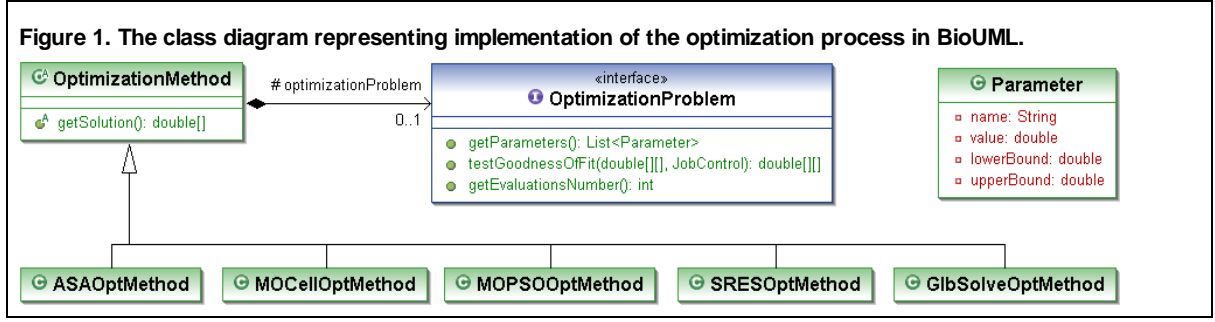 Figure 1. The class diagram representing implementation of the optimization process in BioUML.
OptimizationMethod
getSolution(): double[]
# optimizationProblem
0..1
«interface»
OptimizationProblem
getParameters(): List<Parameter>
testGoodnessOfFit(double[][], JobControl): double[][]
getEvaluationsNumber(): int
Parameter
name: String
value: double
lowerBound: double
upperBound: double
ASAOptMethod
MOCellOptMethod
MOPSOOptMethod
SRESOptMethod
GlbSolveOptMethod